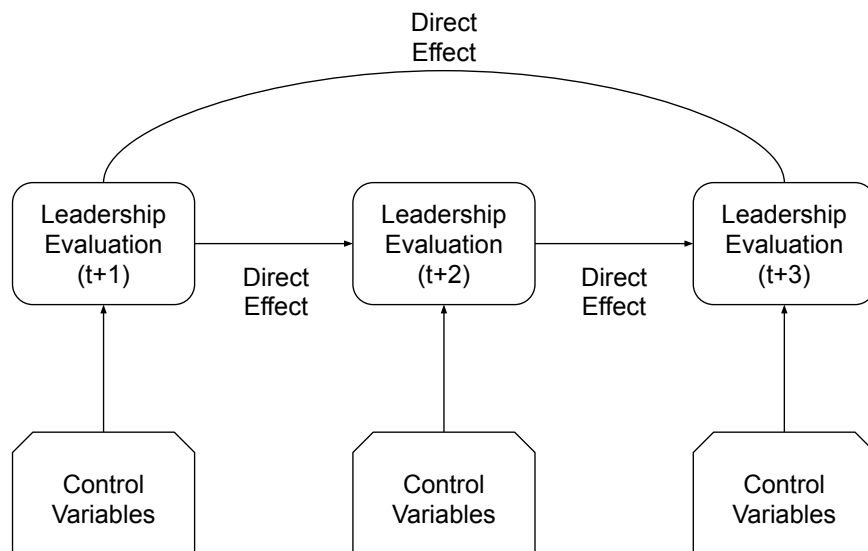 Direct
Effect
Leadership
Evaluation
(t+1)
Leadership
Evaluation
(t+2)
Leadership
Evaluation
(t+3)
Direct
Effect
Direct
Effect
Control
Variables
Control
Variables
Control
Variables